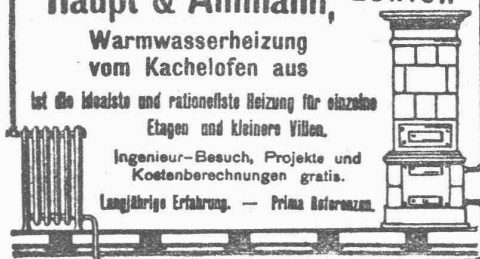 Haupt & Ammann,
Warmwasserheizung
vom Kachelofen aus
ist die idealste und rationellste Heizung für einzelne
Etagen und kleinere Villen.
Ingenieur-Besuch, Projekte und
Kostenberechnungen gratis.
Langjährige Erfahrung. — Prima Referenzen.